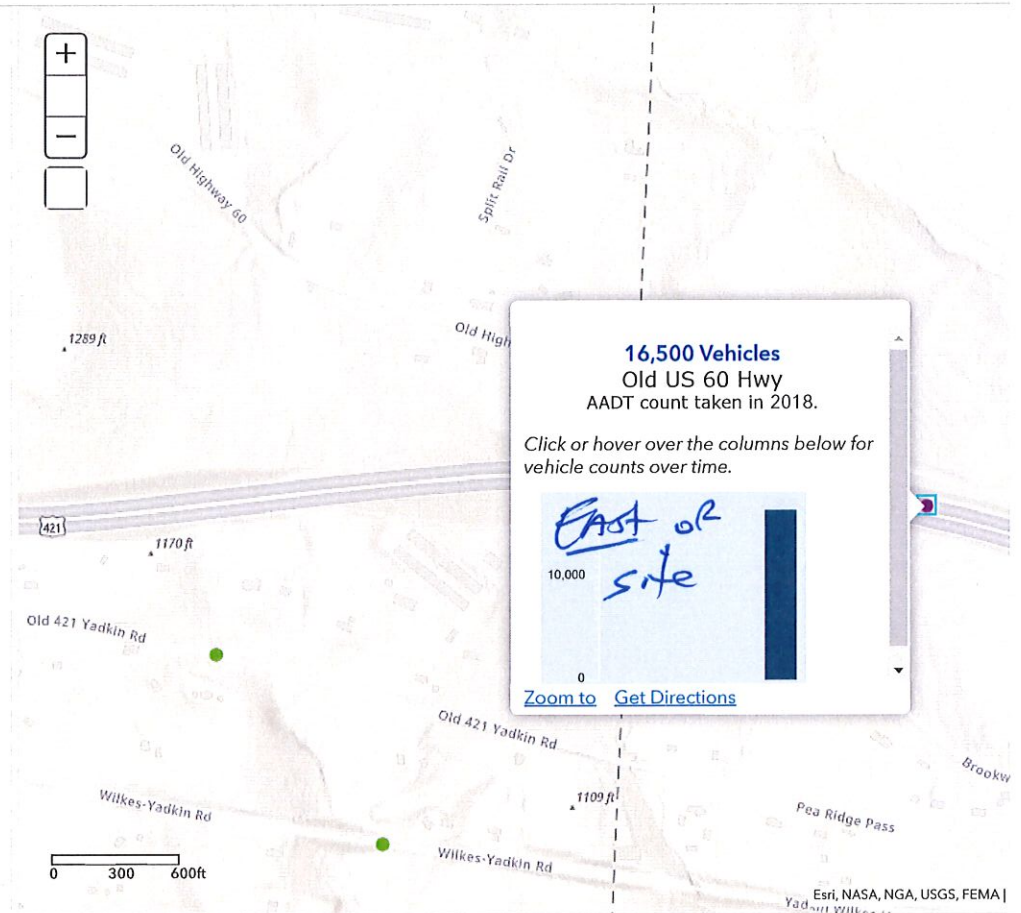 +
−
Old Highway 60
Split Rail Dr
1289 ft
Old High
16,500 Vehicles
Old US 60 Hwy
AADT count taken in 2018.
Click or hover over the columns below for
vehicle counts over time.
EAST OF
site
10,000
0
Zoom to Get Directions
421
1170 ft
Old 421 Yadkin Rd
Old 421 Yadkin Rd
Wilkes-Yadkin Rd
1109 ft
Brookw
Pea Ridge Pass
Wilkes-Yadkin Rd
0 300 600ft
Esri, NASA, NGA, USGS, FEMA |